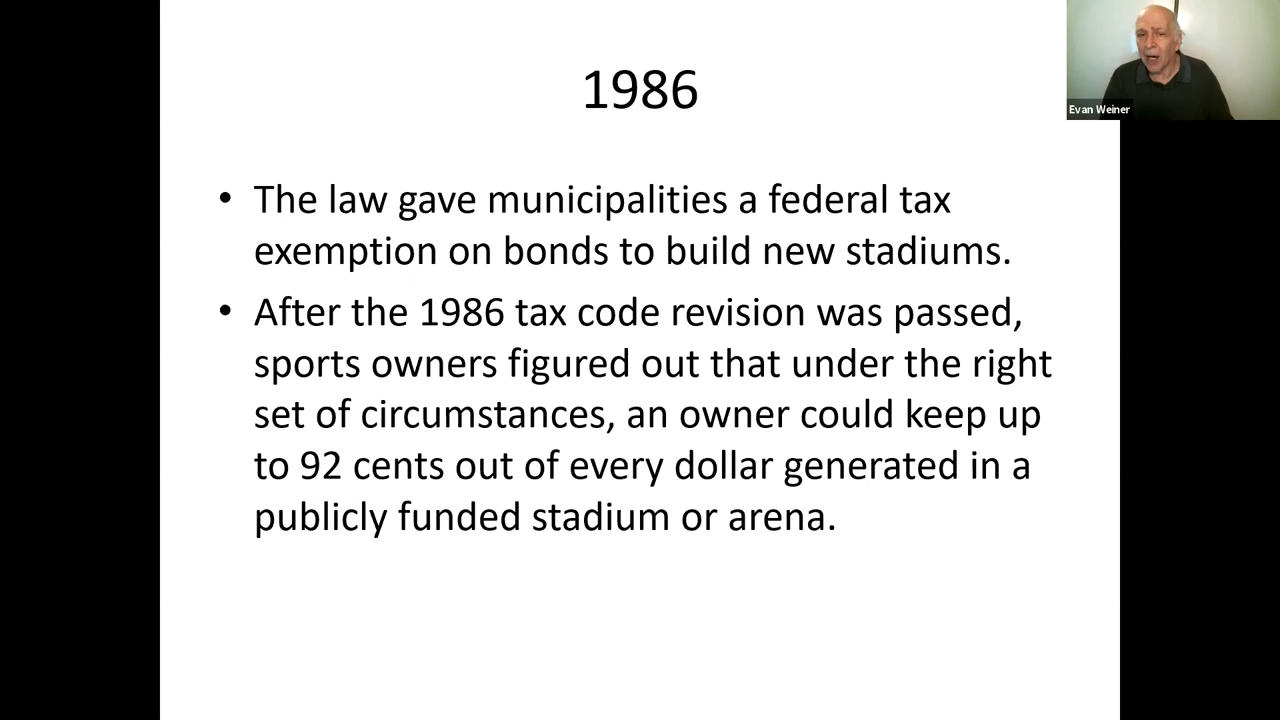 1986
• The law gave municipalities a federal tax
exemption on bonds to build new stadiums.
• After the 1986 tax code revision was passed,
sports owners figured out that under the right
set of circumstances, an owner could keep up
to 92 cents out of every dollar generated in a
publicly funded stadium or arena.
Evan Weiner